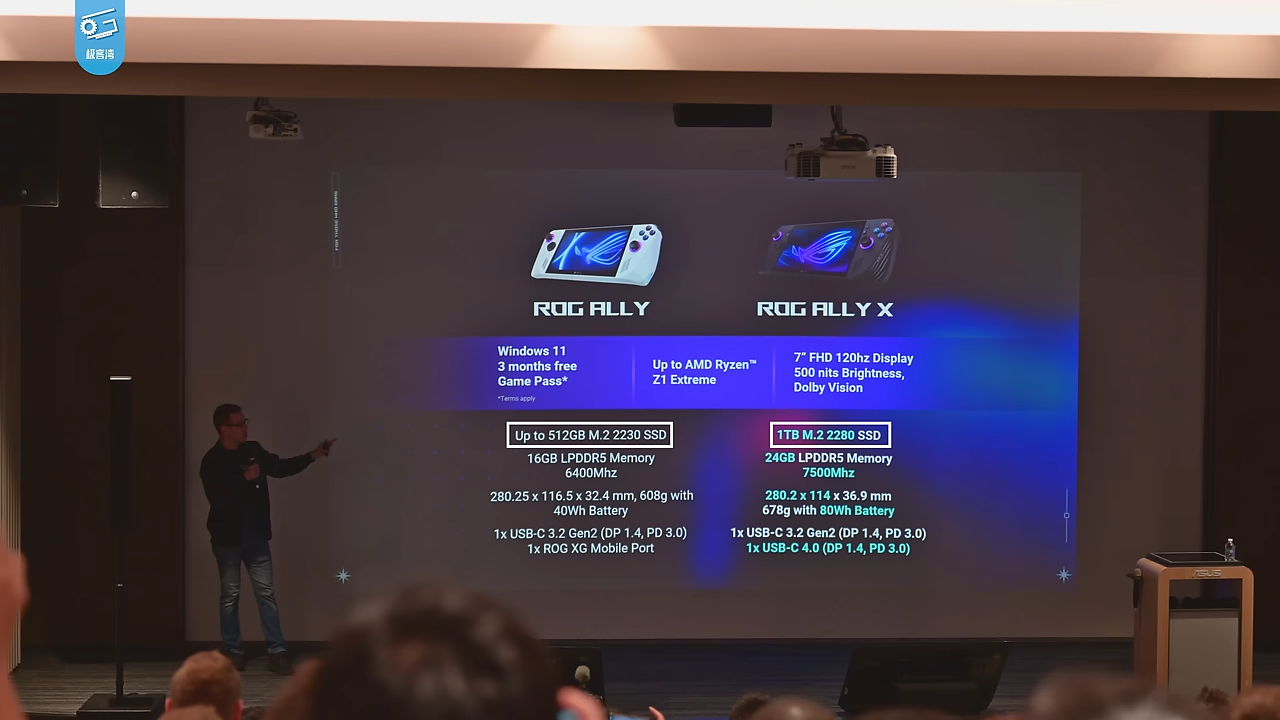 极客湾
ROG ALLY
ROG ALLY X
Windows 11
3 months free
Game Pass*
*Terms apply
Up to AMD Ryzen™
Z1 Extreme
7” FHD 120hz Display
500 nits Brightness,
Dolby Vision
Up to 512GB M.2 2230 SSD
16GB LPDDR5 Memory
6400Mhz
280.25 x 116.5 x 32.4 mm, 608g with
40Wh Battery
1x USB-C 3.2 Gen2 (DP 1.4, PD 3.0)
1x ROG XG Mobile Port
1TB M.2 2280 SSD
24GB LPDDR5 Memory
7500Mhz
280.2 x 114 x 36.9 mm
678g with 80Wh Battery
1x USB-C 3.2 Gen2 (DP 1.4, PD 3.0)
1x USB-C 4.0 (DP 1.4, PD 3.0)
ASUS